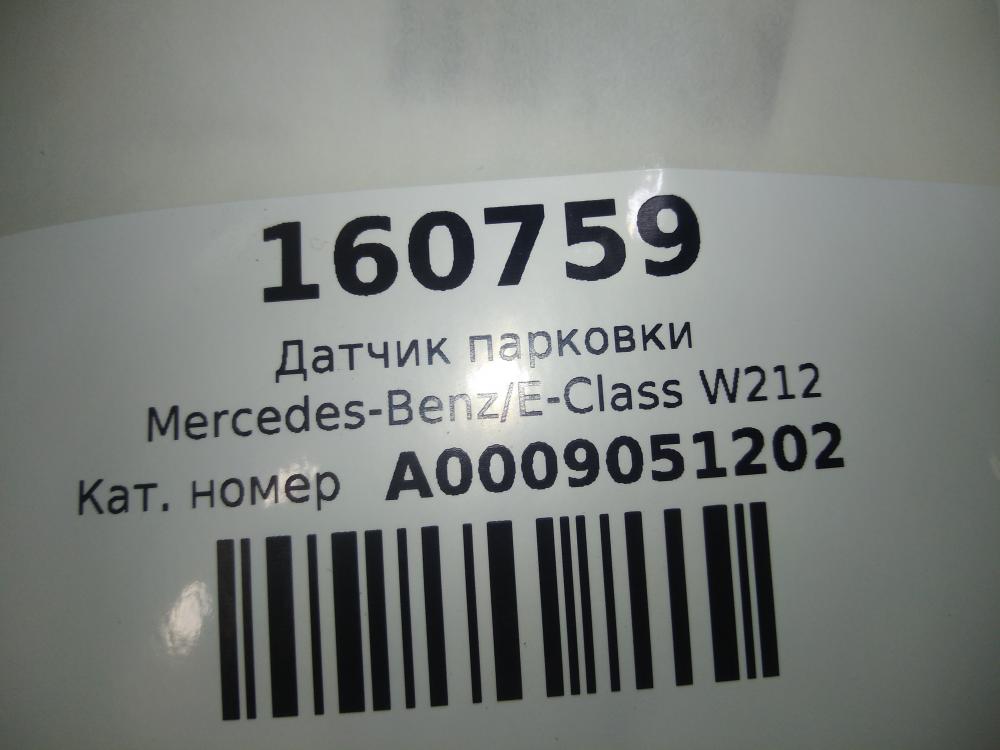 160759
Датчик парковки
Mercedes-Benz/E-Class W212
Кат. номер A0009051202